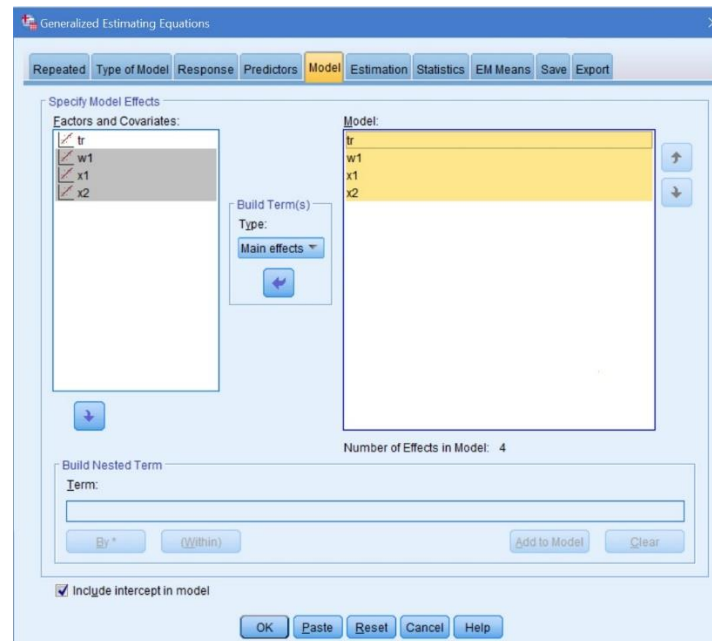 Generalized Estimating Equations
Repeated Type of Model Response Predictors Model Estimation Statistics EM Means Save Export
Specify Model Effects
Factors and Covariates:
tr
w1
x1
x2
Build Term(s)
Type:
Main effects
Model:
tr
w1
x1
x2
Number of Effects in Model: 4
Build Nested Term
Term:
By *
(Within)
Add to Model
Clear
Include intercept in model
OK Paste Reset Cancel Help